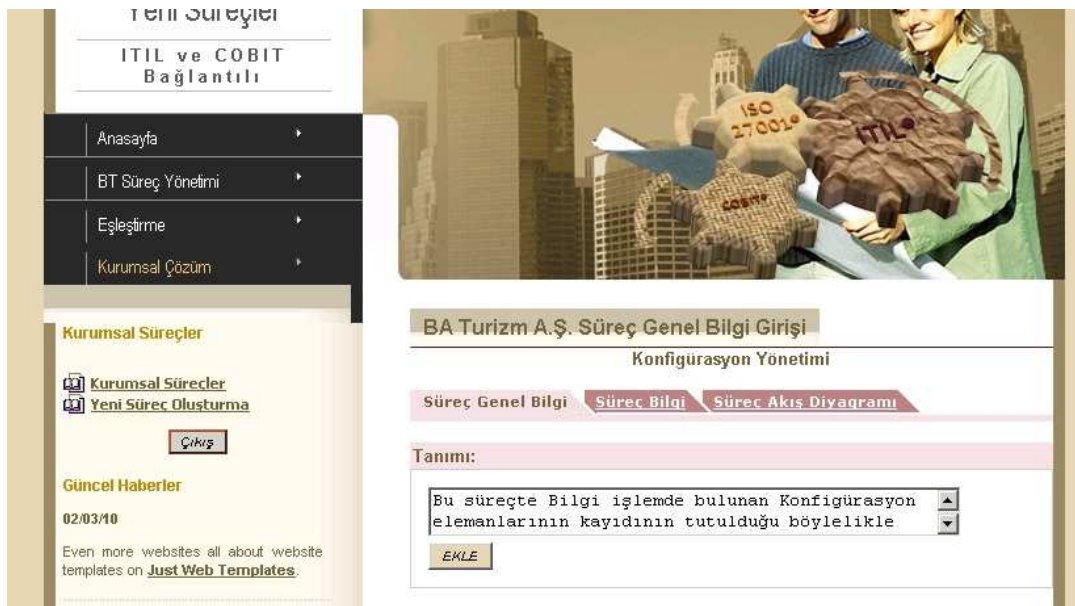 Yeni Süreçler
ITIL ve COBIT
Bağlantılı
Anasayfa
BT Süreç Yönetimi
Eşleştirme
Kurumsal Çözüm
ISO
27001
ITIL
COBIT
Kurumsal Süreçler
Kurumsal Süreçler
Yeni Süreç Oluşturma
Çıkış
Güncel Haberler
02/03/10
Even more websites all about website
templates on Just Web Templates.
BA Turizm A.Ş. Süreç Genel Bilgi Girişi
Konfigürasyon Yönetimi
Süreç Genel Bilgi Süreç Bilgi Süreç Akış Diyagramı
Tanımı:
Bu süreçte Bilgi işlemde bulunan Konfigürasyon
elemanlarının kayıdının tutulduğu böylelikle
EKLE